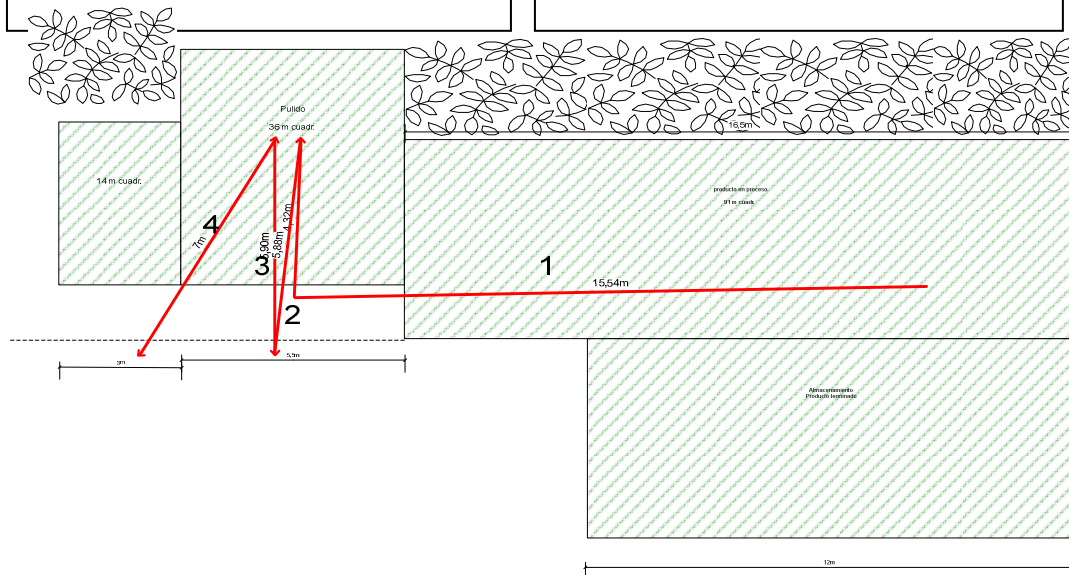 Pulido
36 m cuadr.
16,5m
14 m cuadr.
producto en proceso
91 m cuadr.
4
7m
4,32m
5,90m
5,88m
3
1
15,54m
2
3m
5,5m
Almacenamiento
Producto terminado
12m